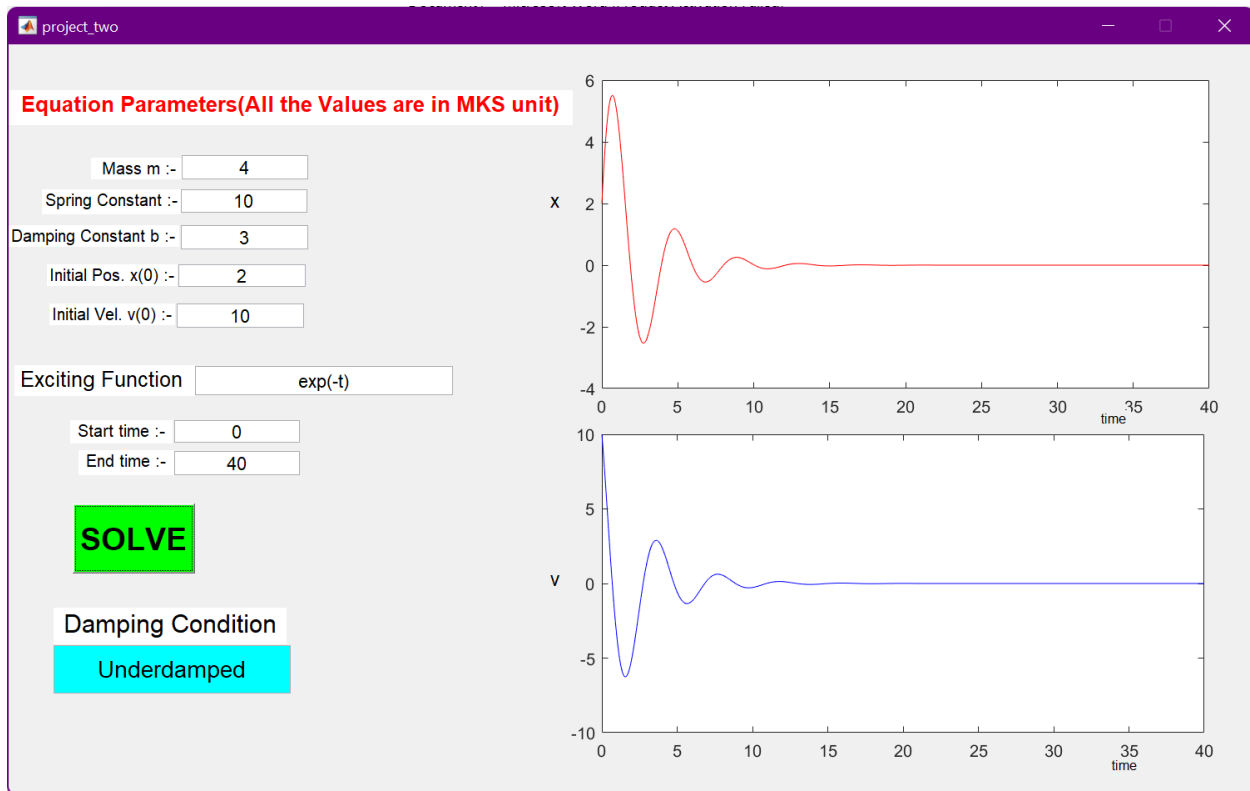 project_two
Equation Parameters(All the Values are in MKS unit)
Mass m :- 4
Spring Constant :- 10
Damping Constant b :- 3
Initial Pos. x(0) :- 2
Initial Vel. v(0) :- 10
Exciting Function exp(-t)
Start time :- 0
End time :- 40
SOLVE
Damping Condition
Underdamped
6
4
2
0
-2
-4
x
0 5 10 15 20 25 30 35 40
time
10
5
0
-5
-10
v
0 5 10 15 20 25 30 35 40
time